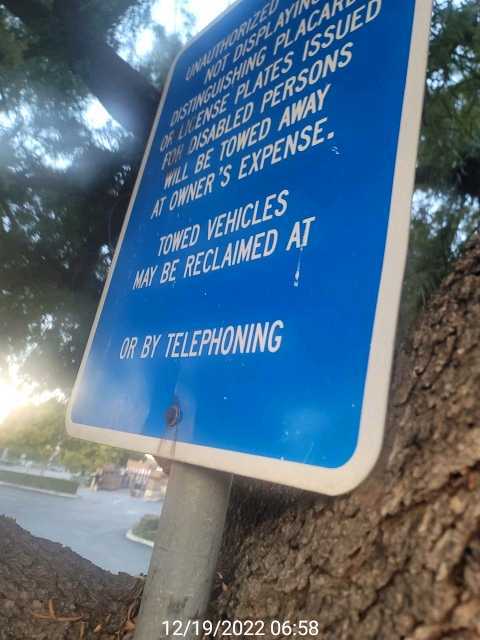 UNAUTHORIZED
NOT DISPLAYING
DISTINGUISHING PLACARDS
OR LICENSE PLATES ISSUED
FOR DISABLED PERSONS
WILL BE TOWED AWAY
AT OWNER'S EXPENSE.
TOWED VEHICLES
MAY BE RECLAIMED AT
OR BY TELEPHONING
12/19/2022 06:58